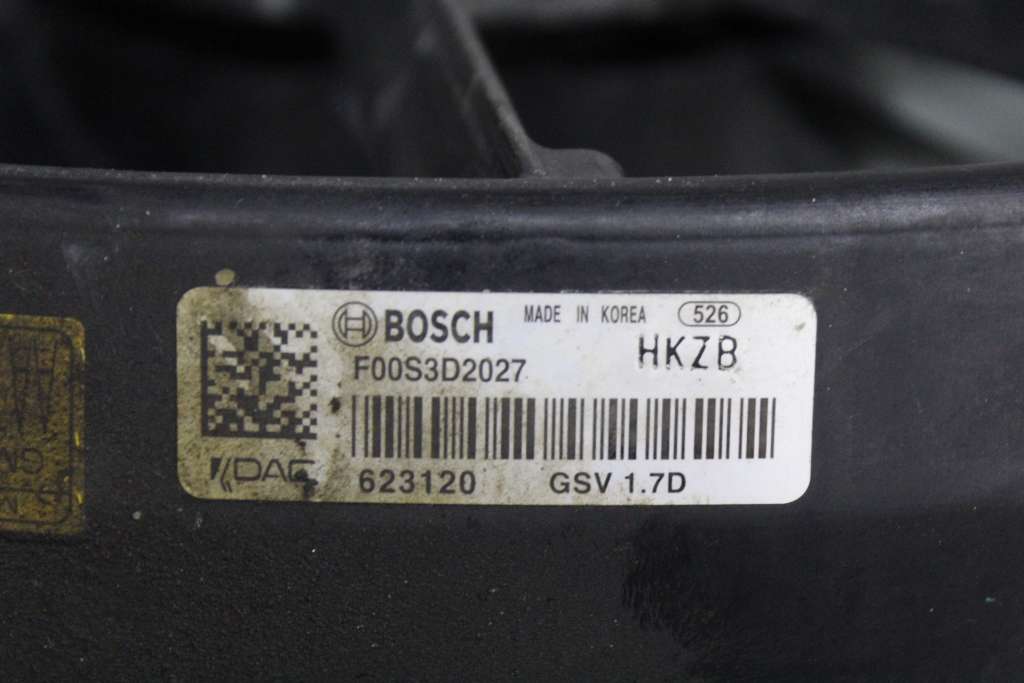 BOSCH MADE IN KOREA 526
F00S3D2027 HKZB
DAC
623120 GSV 1.7D